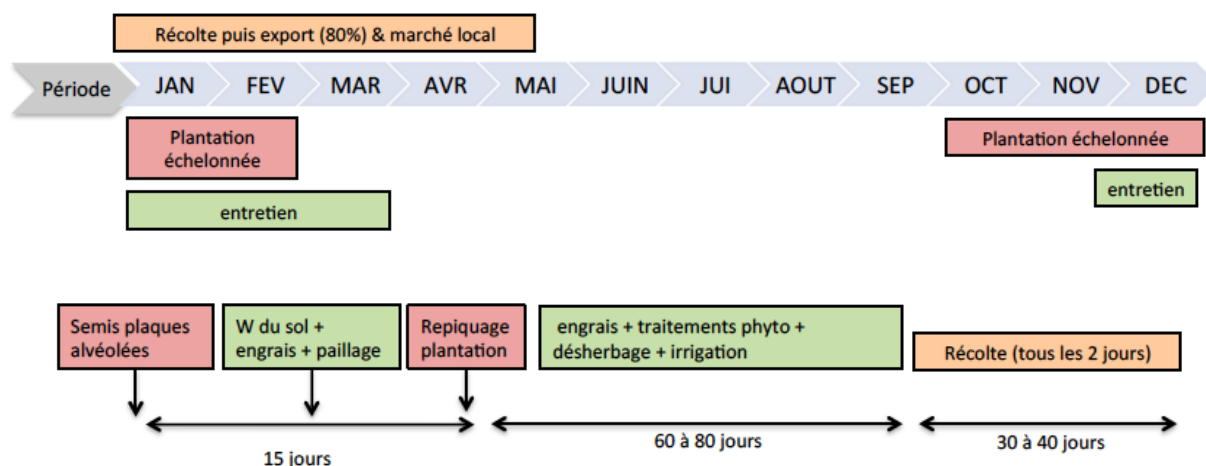 Récolte puis export (80%) & marché local
Période
JAN
FEV
MAR
AVR
MAI
JUIN
JUI
AOUT
SEP
OCT
NOV
DEC
Plantation
échelonnée
Plantation échelonnée
entretien
entretien
Semis plaques
alvéolées
W du sol +
engrais + paillage
Repiquage
plantation
engrais + traitements phyto +
désherbage + irrigation
Récolte (tous les 2 jours)
15 jours
60 à 80 jours
30 à 40 jours